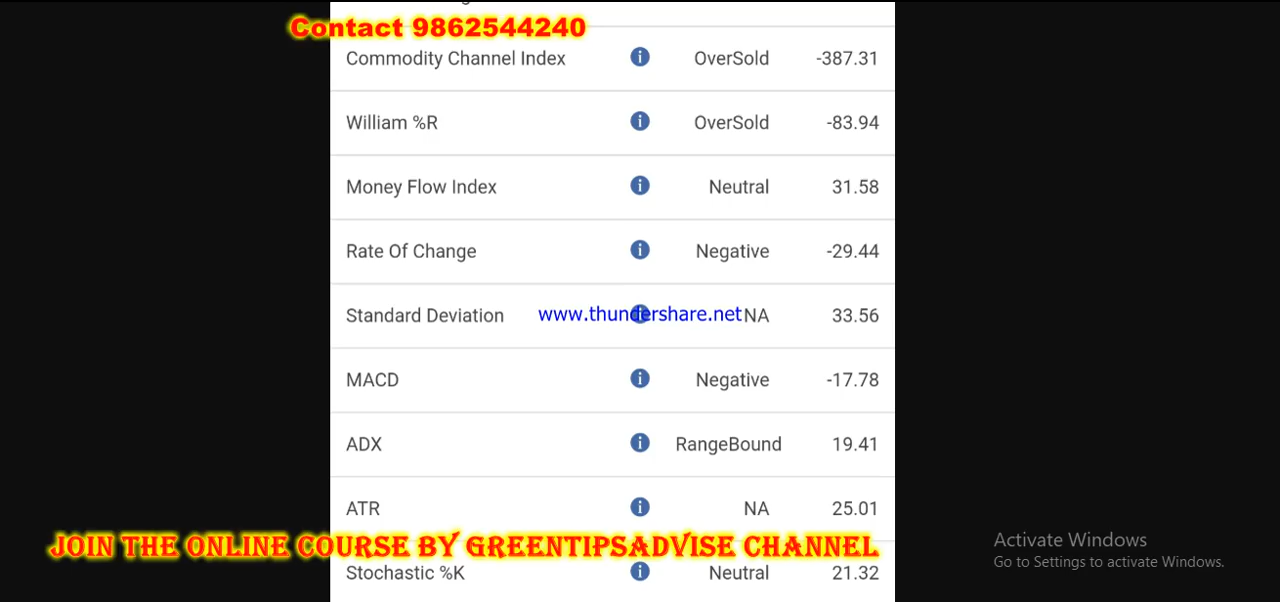 Contact 9862544240
Commodity Channel Index OverSold -387.31
William %R OverSold -83.94
Money Flow Index Neutral 31.58
Rate Of Change Negative -29.44
Standard Deviation www.thundershare.net NA 33.56
MACD Negative -17.78
ADX RangeBound 19.41
ATR NA 25.01
JOIN THE ONLINE COURSE BY GREENTIPSADVISE CHANNEL
Activate Windows
Go to Settings to activate Windows.
Stochastic %K Neutral 21.32